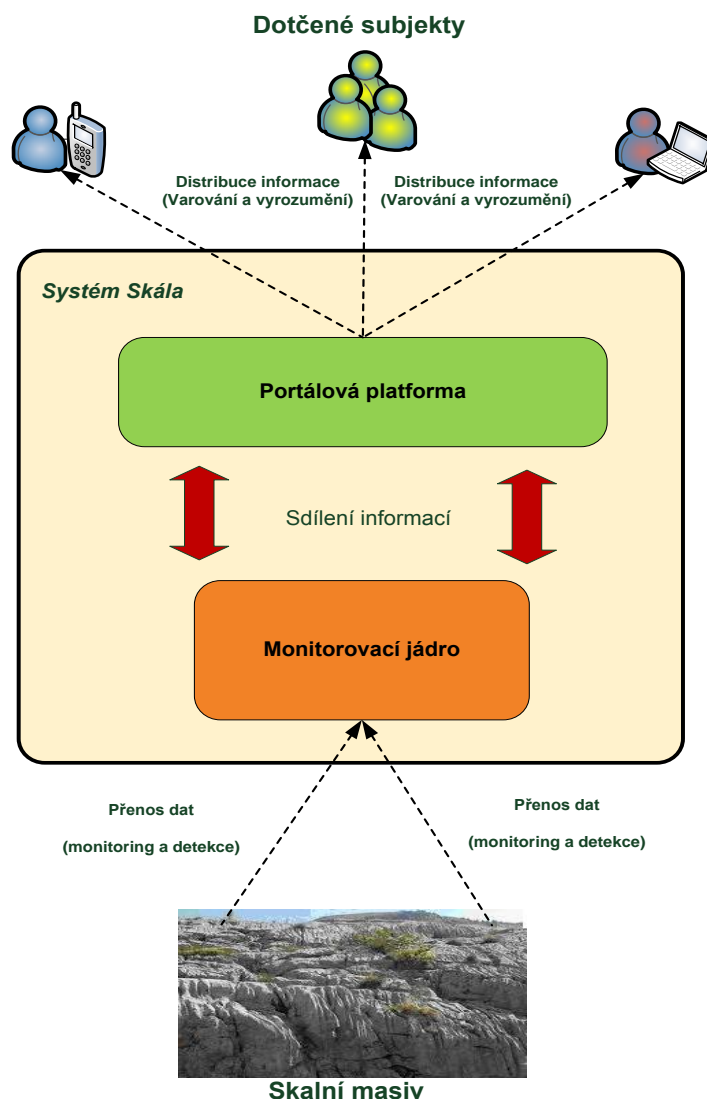 Dotčené subjekty
Distribuce informace
(Varování a vyrozumění)
Distribuce informace
(Varování a vyrozumění)
Systém Skála
Portálová platforma
Sdílení informací
Monitorovací jádro
Přenos dat
(monitoring a detekce)
Přenos dat
(monitoring a detekce)
Skalní masiv